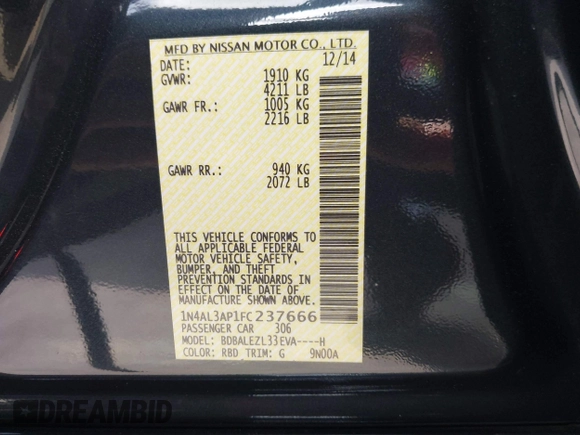 MFD BY NISSAN MOTOR CO., LTD.
DATE: 12/14
GVWR: 1910 KG
4211 LB
GAWR FR.: 1005 KG
2216 LB
GAWR RR.: 940 KG
2072 LB
THIS VEHICLE CONFORMS TO
ALL APPLICABLE FEDERAL
MOTOR VEHICLE SAFETY,
BUMPER, AND THEFT
PREVENTION STANDARDS IN
EFFECT ON THE DATE OF
MANUFACTURE SHOWN ABOVE.
1N4AL3AP1FC237666
PASSENGER CAR 306
MODEL: BDBALEZL33EVA----H
COLOR: RBD TRIM: G 9N00A
DREAMBID